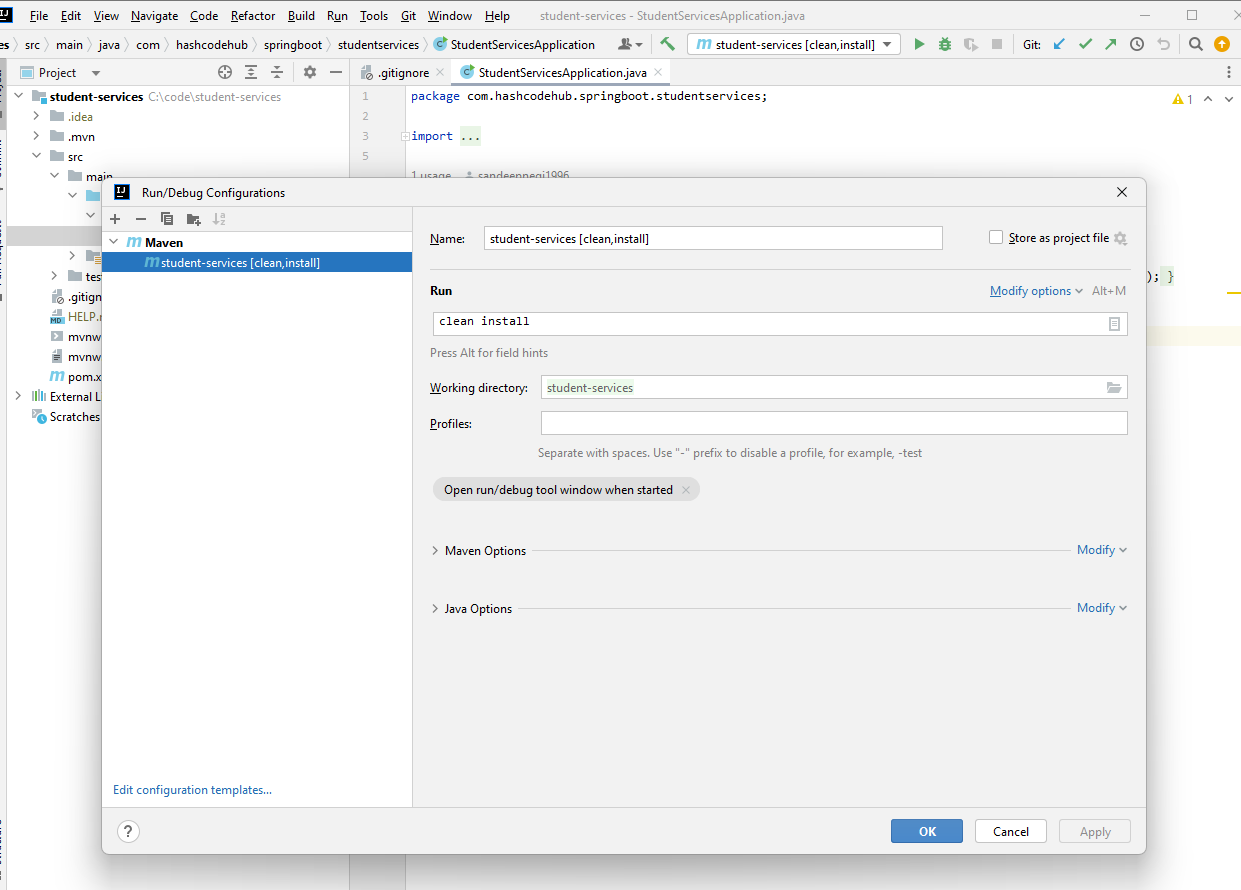 File Edit View Navigate Code Refactor Build Run Tools Git Window Help student-services - StudentServicesApplication.java
es src main java com hashcodehub springboot studentservices StudentServicesApplication student-services [clean,install] Git:
Project .gitignore StudentServicesApplication.java
student-services C:\code\student-services
.idea
.mvn
src
main
.gitign
HELP.
mvnw
mvnw
pom.x
External L
Scratches
1 package com.hashcodehub.springboot.studentservices;
2
3 import ...
5
1 usage sandeepnegi1996
1
); }
Run/Debug Configurations
Maven
student-services [clean,install]
Edit configuration templates...
Name: student-services [clean,install] Store as project file
Run Modify options Alt+M
clean install
Press Alt for field hints
Working directory: student-services
Profiles:
Separate with spaces. Use "-" prefix to disable a profile, for example, -test
Open run/debug tool window when started
Maven Options Modify
Java Options Modify
? OK Cancel Apply